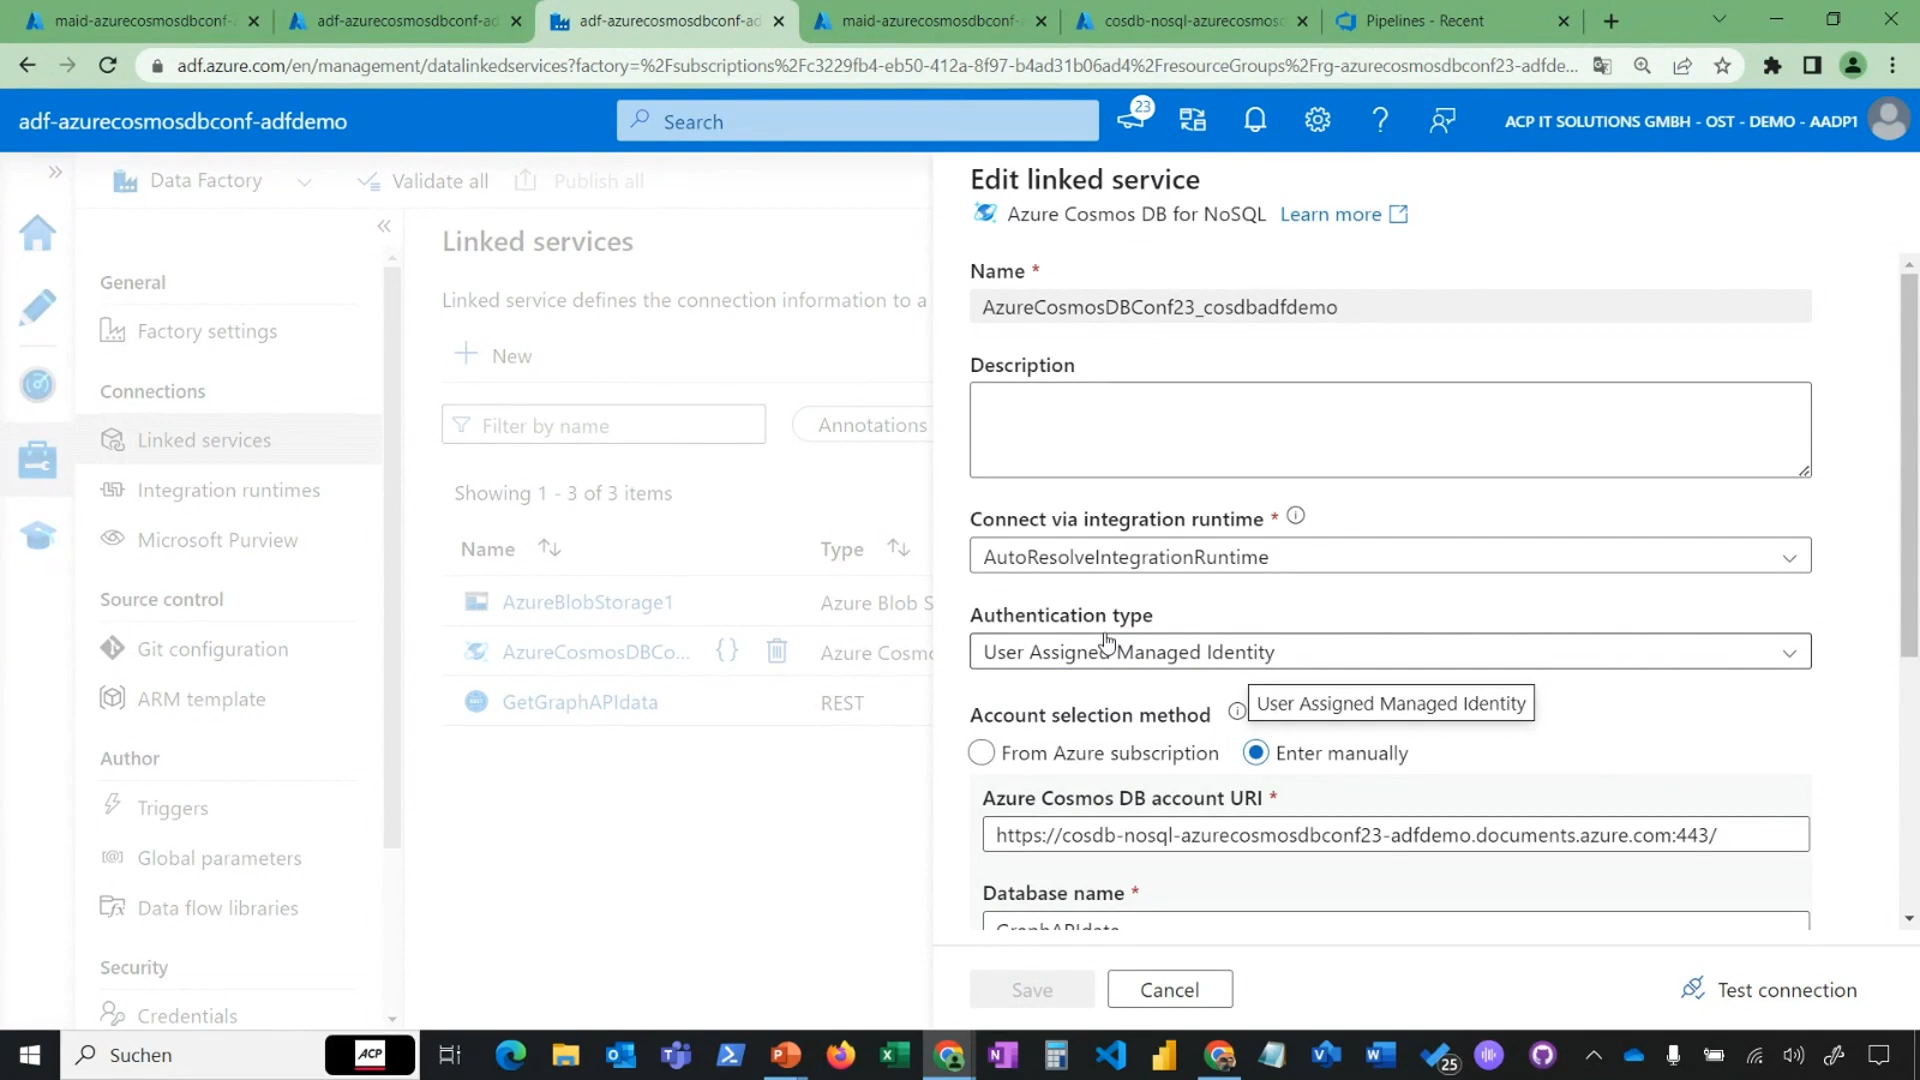 maid-azurecosmosdbconf-
adf-azurecosmosdbconf-ad
adf-azurecosmosdbconf-ad
maid-azurecosmosdbconf-
cosdb-nosql-azurecosmos
Pipelines - Recent
adf.azure.com/en/management/datalinkedservices?factory=%2Fsubscriptions%2Fc3229fb4-eb50-412a-8f97-b4ad31b06ad4%2FresourceGroups%2Frg-azurecosmosdbconf23-adfde...
adf-azurecosmosdbconf-adfdemo
Search
23
ACP IT SOLUTIONS GMBH - OST - DEMO - AADP1
Data Factory
Validate all
Publish all
General
Factory settings
Connections
Linked services
Integration runtimes
Microsoft Purview
Source control
Git configuration
ARM template
Author
Triggers
Global parameters
Data flow libraries
Security
Credentials
Linked services
Linked service defines the connection information to a
New
Filter by name
Annotations
Showing 1 - 3 of 3 items
Name
Type
AzureBlobStorage1
Azure Blob S
AzureCosmosDBCo...
Azure Cosmo
GetGraphAPIdata
REST
Edit linked service
Azure Cosmos DB for NoSQL Learn more
Name *
AzureCosmosDBConf23_cosdbadfdemo
Description
Connect via integration runtime *
AutoResolveIntegrationRuntime
Authentication type
User Assigned Managed Identity
User Assigned Managed Identity
Account selection method
From Azure subscription
Enter manually
Azure Cosmos DB account URI *
https://cosdb-nosql-azurecosmosdbconf23-adfdemo.documents.azure.com:443/
Database name *
GraphAPIdata
Save
Cancel
Test connection
Suchen
ACP
25